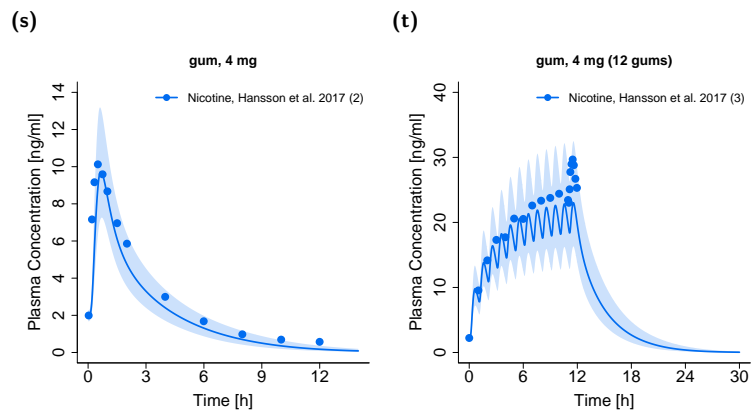 (s)
gum, 4 mg
Nicotine, Hansson et al. 2017 (2)
Plasma Concentration [ng/ml]
14
12
10
8
6
4
2
0
0 3 6 9 12
Time [h]
(t)
gum, 4 mg (12 gums)
Nicotine, Hansson et al. 2017 (3)
Plasma Concentration [ng/ml]
40
30
20
10
0
0 6 12 18 24 30
Time [h]